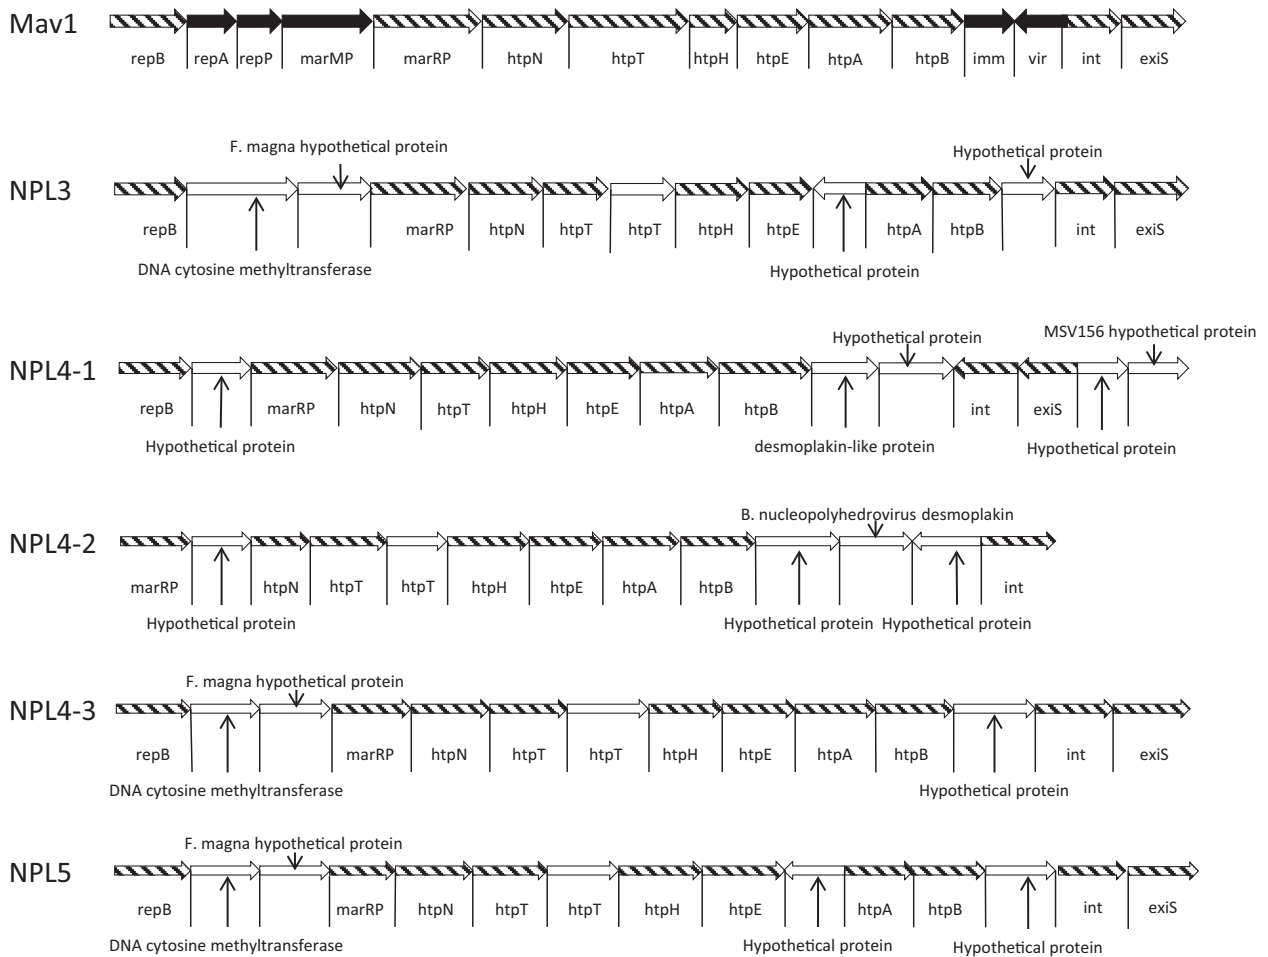 Mav1
repB repA repP marMP marRP htpN htpT htpH htpE htpA htpB imm vir int exiS
F. magna hypothetical protein
Hypothetical protein
NPL3
repB marRP htpN htpT htpT htpH htpE htpA htpB int exiS
DNA cytosine methyltransferase
Hypothetical protein
MSV156 hypothetical protein
Hypothetical protein
NPL4-1
repB marRP htpN htpT htpH htpE htpA htpB int exiS
Hypothetical protein
desmoplakin-like protein
Hypothetical protein
B. nucleopolyhedrovirus desmoplakin
NPL4-2
marRP htpN htpT htpT htpH htpE htpA htpB int
Hypothetical protein
Hypothetical protein
Hypothetical protein
F. magna hypothetical protein
NPL4-3
repB marRP htpN htpT htpT htpH htpE htpA htpB int exiS
DNA cytosine methyltransferase
Hypothetical protein
F. magna hypothetical protein
NPL5
repB marRP htpN htpT htpT htpH htpE htpA htpB int exiS
DNA cytosine methyltransferase
Hypothetical protein
Hypothetical protein